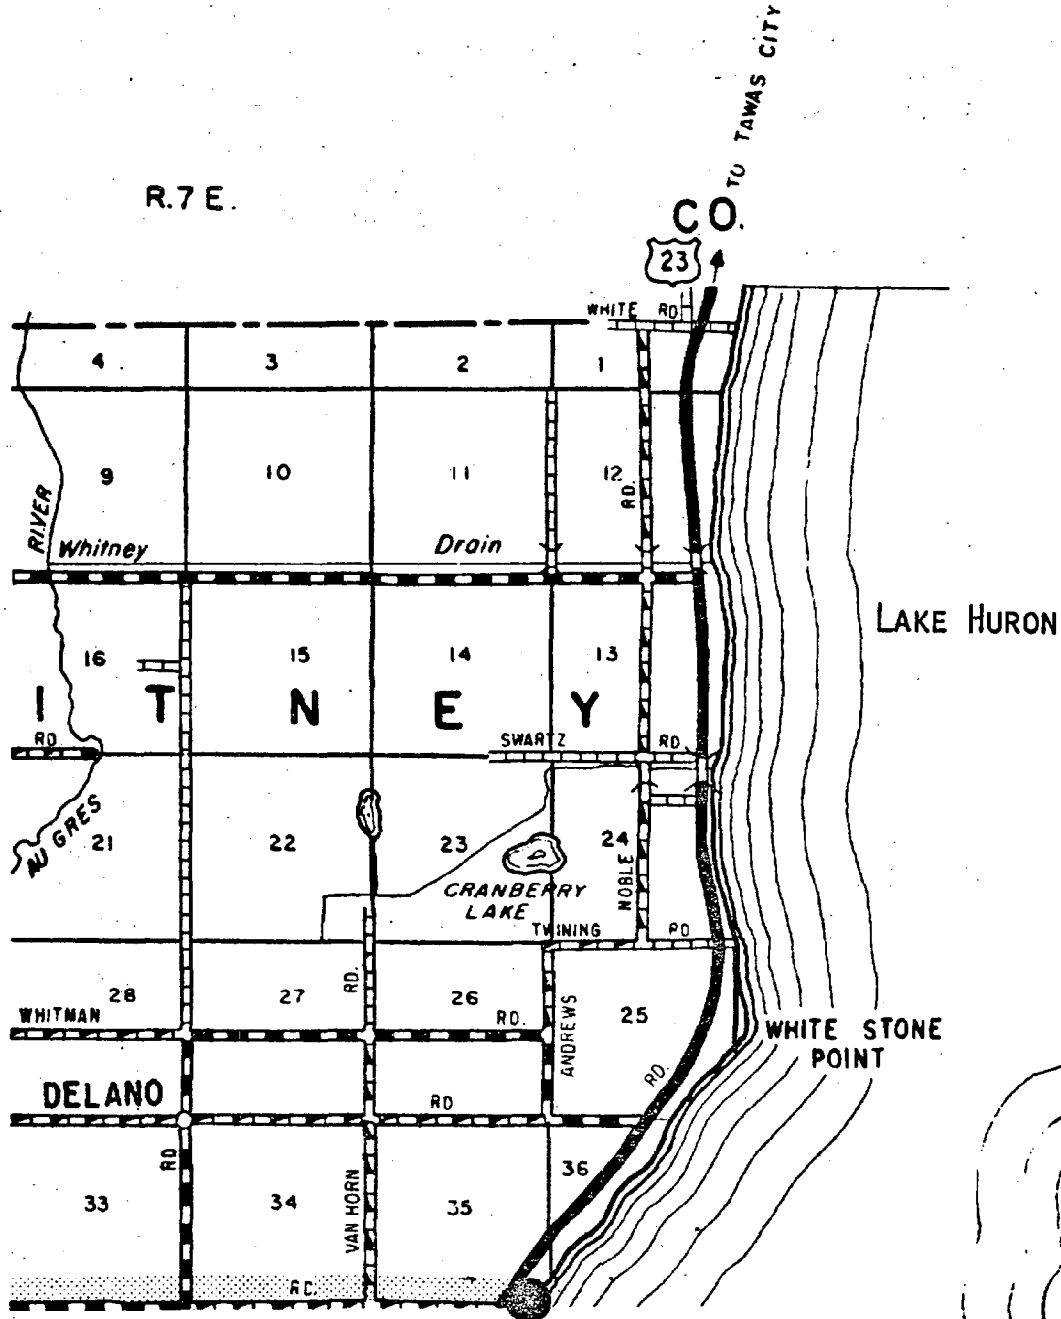 TO TAWAS CITY
R. 7 E.
CO.
23
WHITE RD
4 3 2 1
9 10 11 12
RD.
RIVER
Whitney Drain
LAKE HURON
16 15 14 13
I T N E Y
RD
SWARTZ RD.
AU GRES
21 22 23 24
NOBLE
CRANBERRY
LAKE
TWINING RD
28 27 26 25
RD.
WHITMAN RD.
ANDREWS
WHITE STONE
POINT
RD.
DELANO RD
36
RD
33 34 35
VAN HORN
RD.